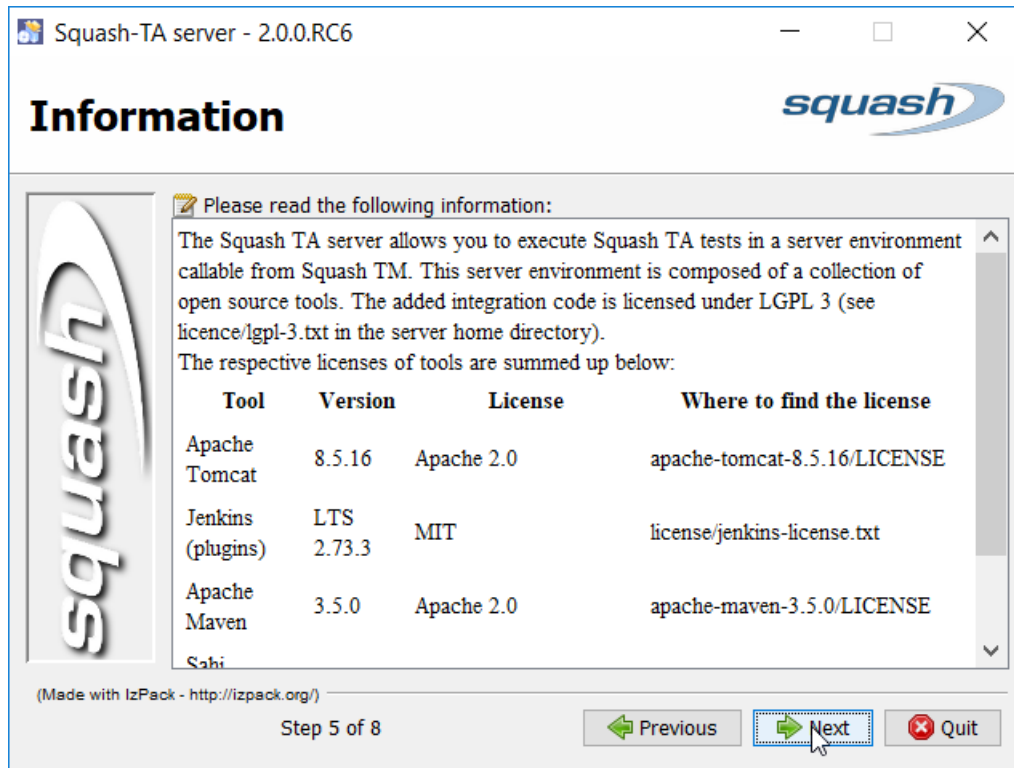 Squash-TA server - 2.0.0.RC6
Information
squash
squash
Please read the following information:
The Squash TA server allows you to execute Squash TA tests in a server environment
callable from Squash TM. This server environment is composed of a collection of
open source tools. The added integration code is licensed under LGPL 3 (see
licence/lgpl-3.txt in the server home directory).
The respective licenses of tools are summed up below:
Tool Version License Where to find the license
Apache Tomcat 8.5.16 Apache 2.0 apache-tomcat-8.5.16/LICENSE
Jenkins (plugins) LTS 2.73.3 MIT license/jenkins-license.txt
Apache Maven 3.5.0 Apache 2.0 apache-maven-3.5.0/LICENSE
Sahi
(Made with IzPack - http://izpack.org/)
Step 5 of 8 Previous Next Quit